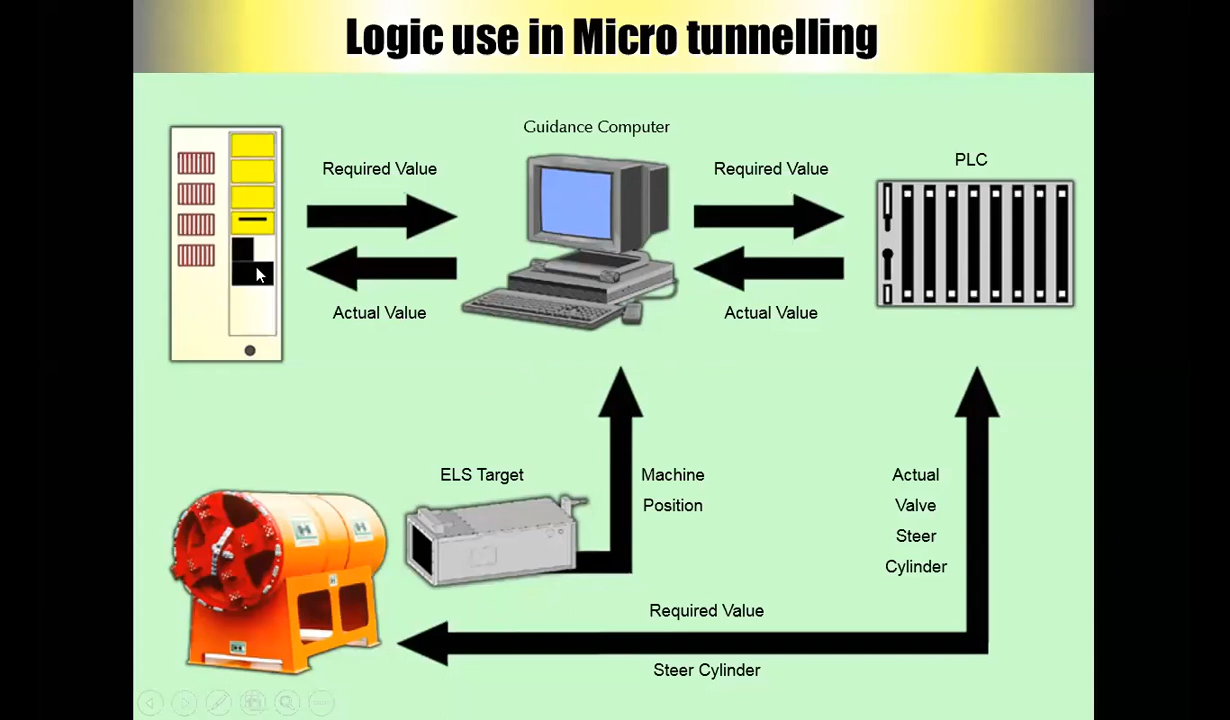 Logic use in Micro tunnelling
Guidance Computer
PLC
Required Value
Required Value
Actual Value
Actual Value
ELS Target
Machine
Position
Actual
Valve
Steer
Cylinder
Required Value
Steer Cylinder